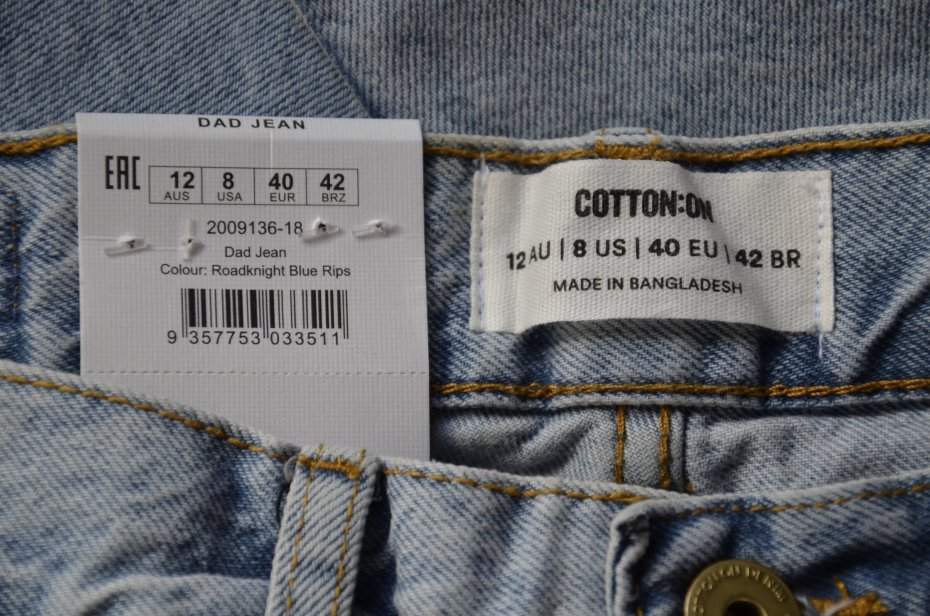 DAD JEAN
EAC
12 8 40 42
AUS USA EUR BRZ
2009136-18
Dad Jean
Colour: Roadknight Blue Rips
9 357753 033511
COTTON:ON
12 AU | 8 US | 40 EU | 42 BR
MADE IN BANGLADESH